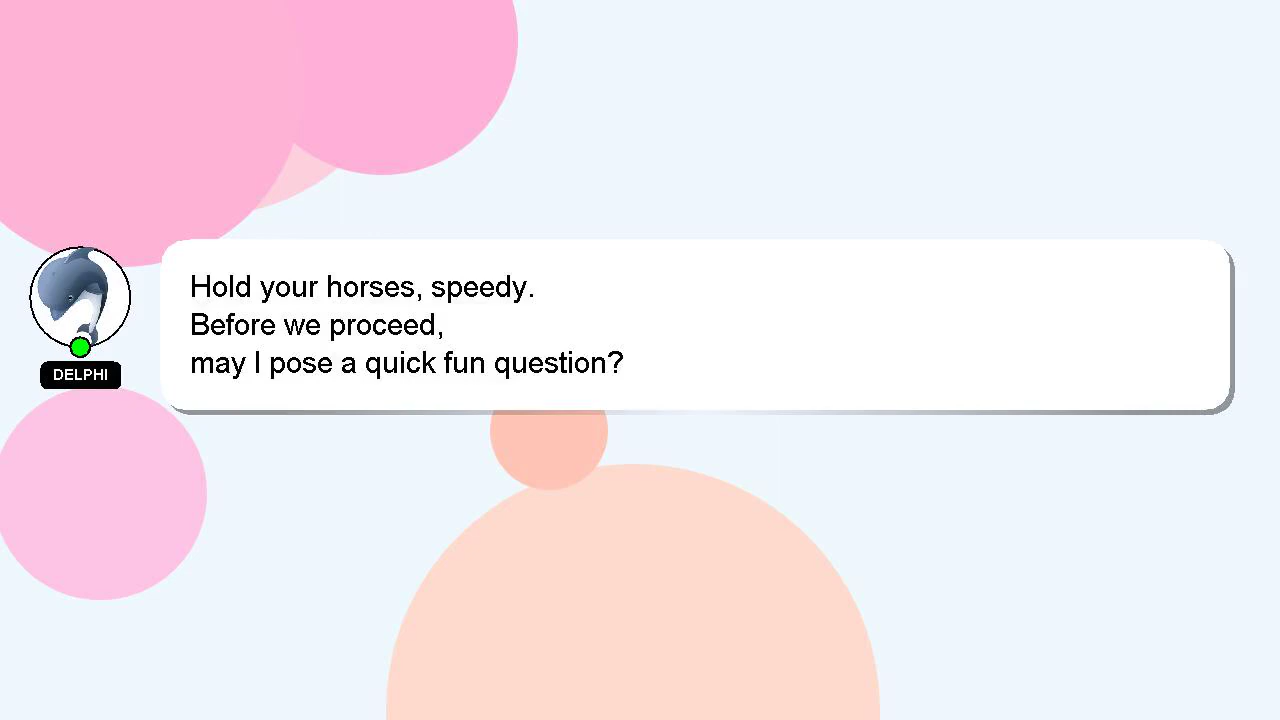 Hold your horses, speedy.
Before we proceed,
may I pose a quick fun question?
DELPHI